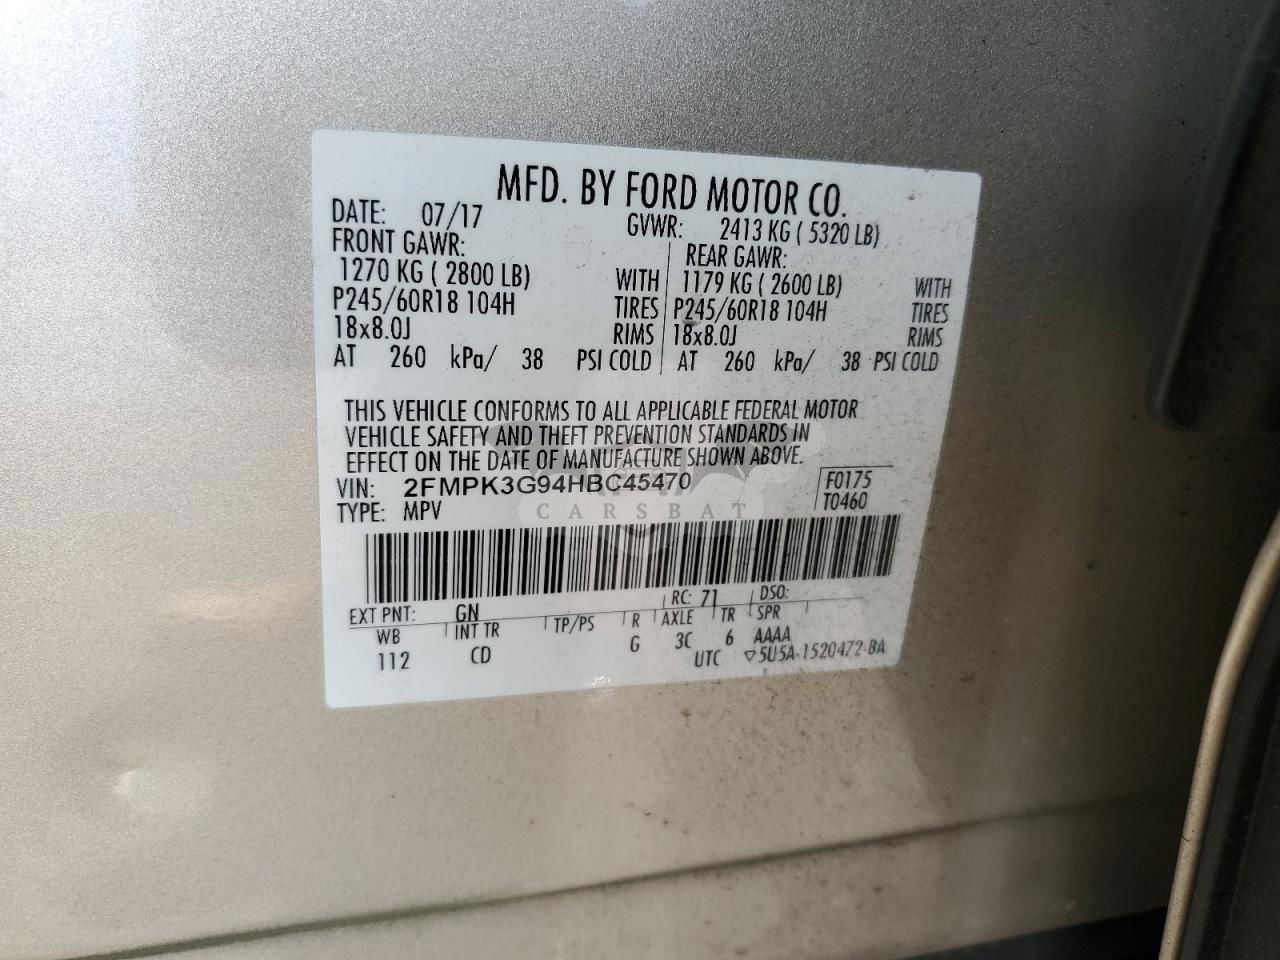 MFD. BY FORD MOTOR CO.
DATE: 07/17 GVWR: 2413 KG ( 5320 LB)
FRONT GAWR: REAR GAWR:
1270 KG ( 2800 LB) WITH 1179 KG ( 2600 LB) WITH
P245/60R18 104H TIRES P245/60R18 104H TIRES
18x8.0J RIMS 18x8.0J RIMS
AT 260 kPa/ 38 PSI COLD AT 260 kPa/ 38 PSI COLD
THIS VEHICLE CONFORMS TO ALL APPLICABLE FEDERAL MOTOR
VEHICLE SAFETY AND THEFT PREVENTION STANDARDS IN
EFFECT ON THE DATE OF MANUFACTURE SHOWN ABOVE.
VIN: 2FMPK3G94HBC45470 F0175
TYPE: MPV T0460
CARSBAT
EXT PNT: GN RC: 71 DSO:
WB INT TR TP/PS R AXLE TR SPR
112 CD G 3C 6 AAAA
UTC ▽5U5A-1520472-BA